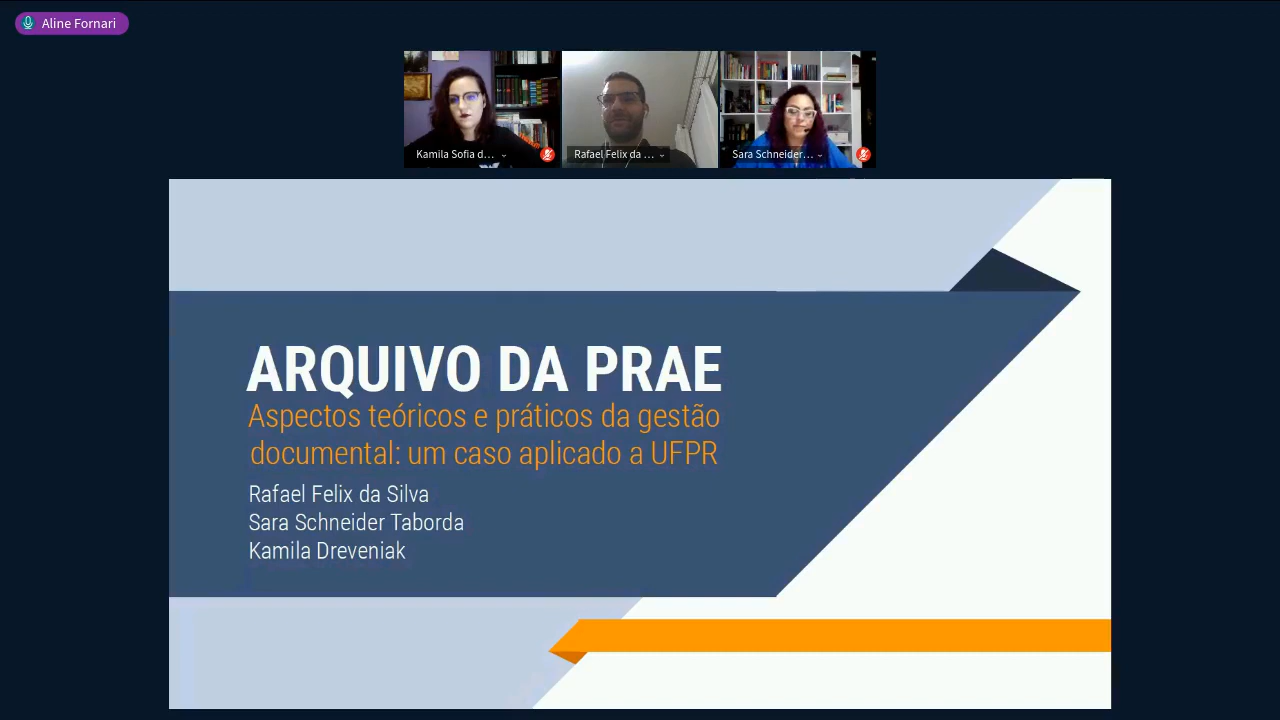 Aline Fornari
Kamila Sofia d...
Rafael Felix da ...
Sara Schneider...
ARQUIVO DA PRAE
Aspectos teóricos e práticos da gestão
documental: um caso aplicado a UFPR
Rafael Felix da Silva
Sara Schneider Taborda
Kamila Dreveniak